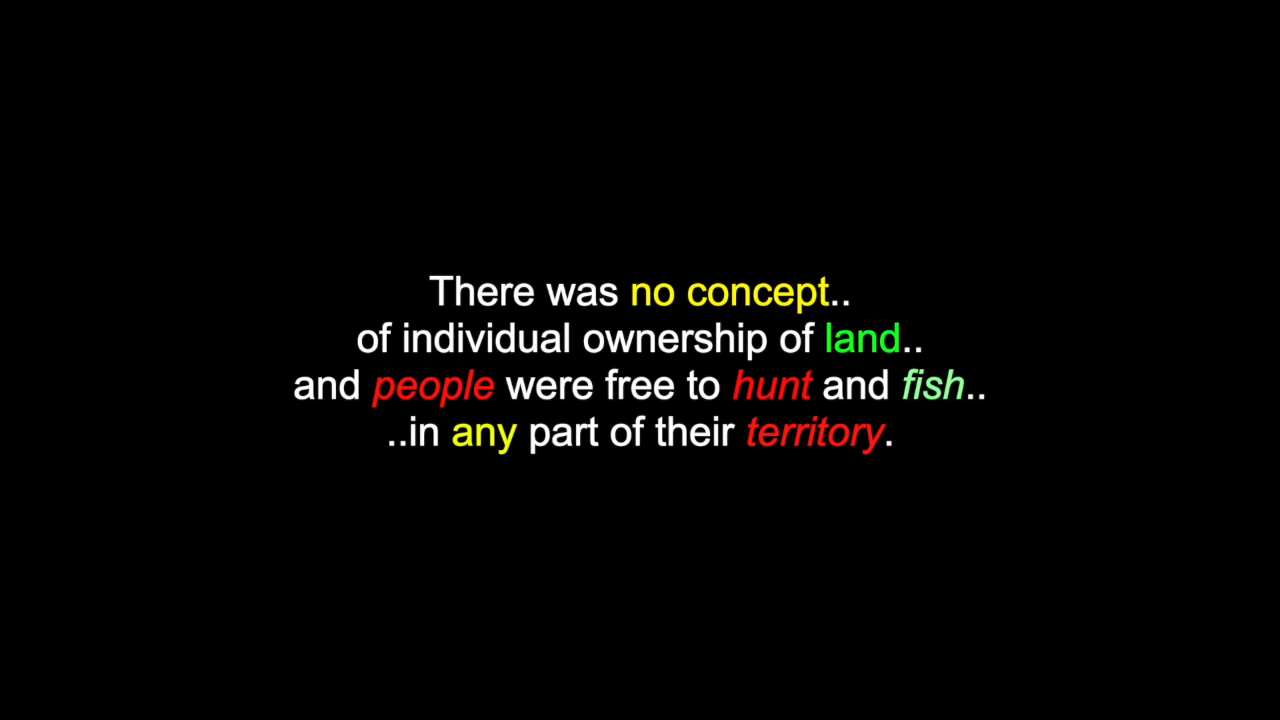 There was no concept..
of individual ownership of land..
and people were free to hunt and fish..
..in any part of their territory.